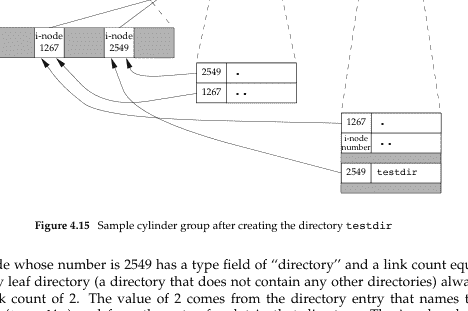 i-node i-node
1267 2549
2549 .
1267 ..
1267 .
i-node
number ..
2549 testdir
Figure 4.15 Sample cylinder group after creating the directory testdir
whose number is 2549 has a type field of “directory” and a link count
leaf directory (a directory that does not contain any other directories)
count of 2. The value of 2 comes from the directory entry that names